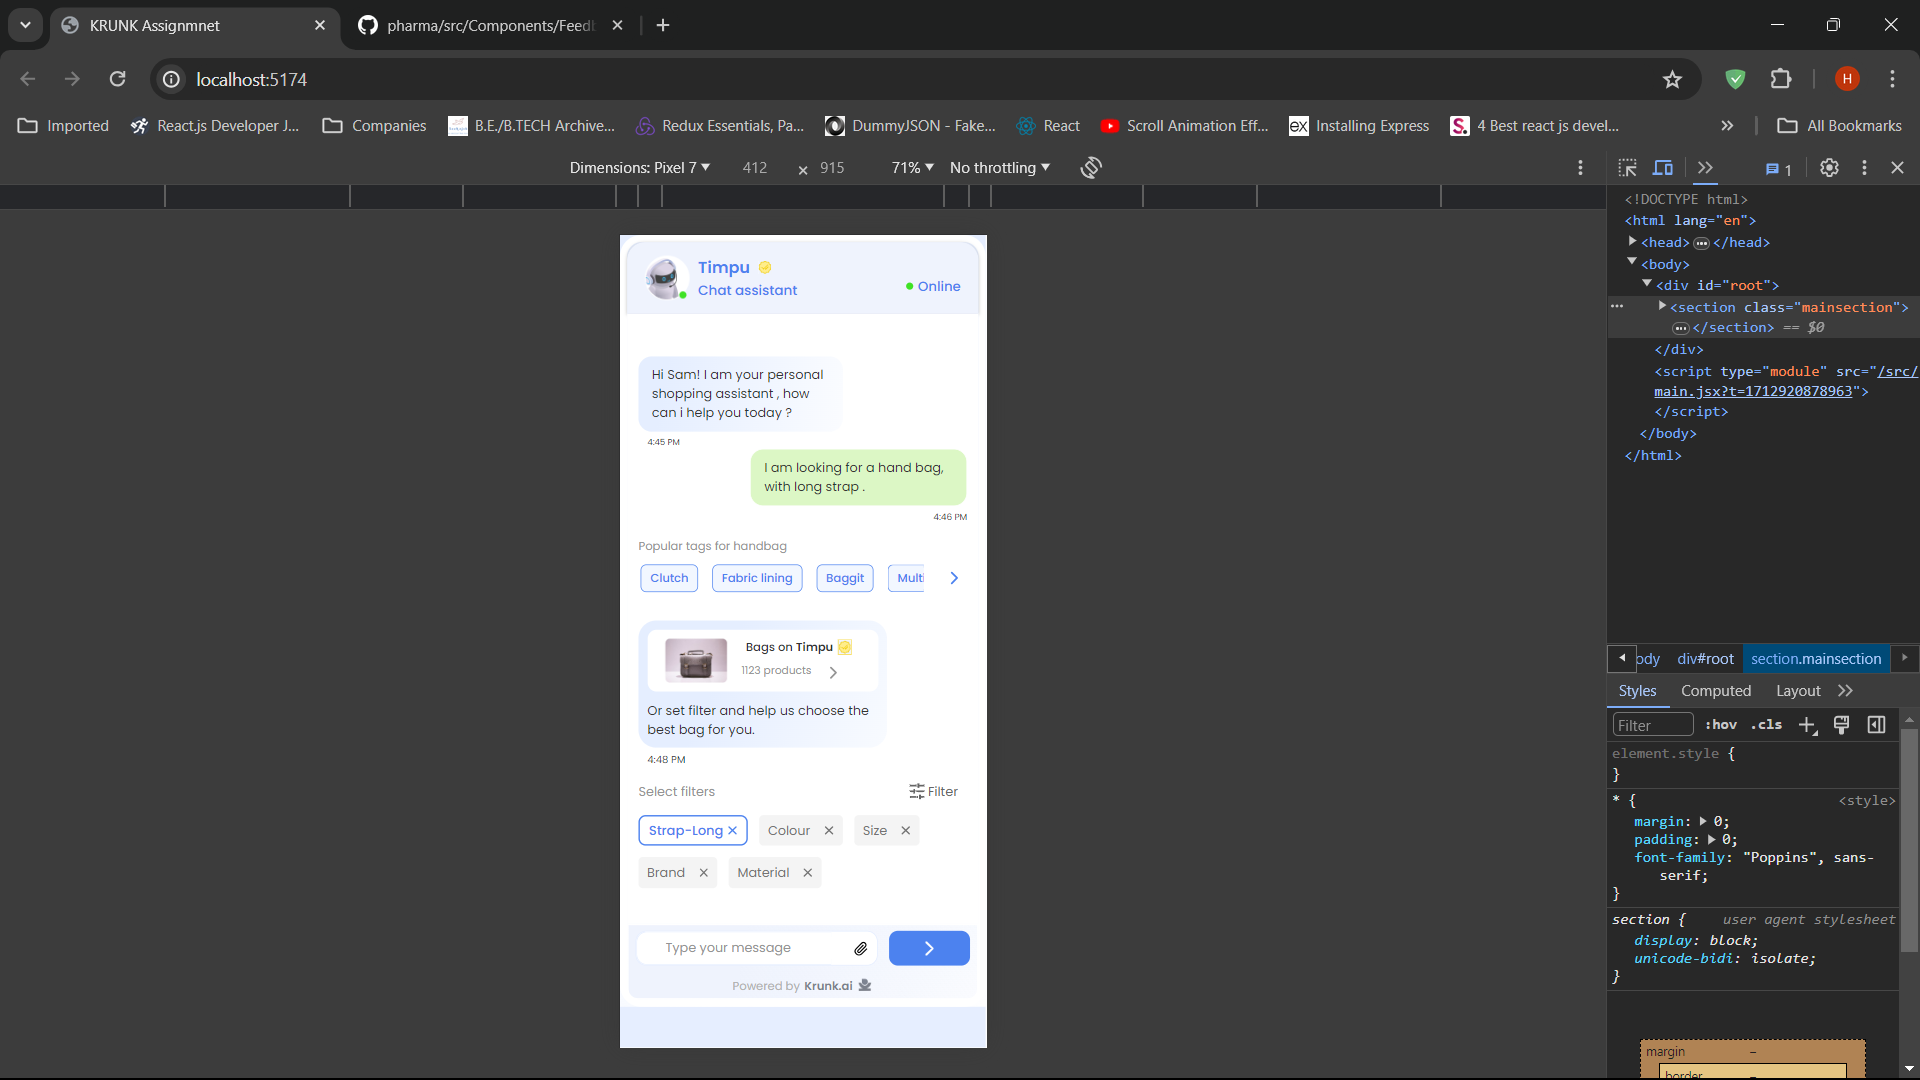 KRUNK Assignmnet
pharma/src/Components/Feedb
localhost:5174
H
Imported
React.js Developer J...
Companies
B.E./B.TECH Archive...
Redux Essentials, Pa...
DummyJSON - Fake...
React
Scroll Animation Eff...
ex Installing Express
S. 4 Best react js devel...
All Bookmarks
Dimensions: Pixel 7 412 x 915 71% No throttling
1
<!DOCTYPE html>
<html lang="en">
<head> ... </head>
<body>
<div id="root">
<section class="mainsection">
... </section> == $0
</div>
<script type="module" src="/src/
main.jsx?t=1712920878963">
</script>
</body>
</html>
ody div#root section.mainsection
Styles Computed Layout
Filter :hov .cls
element.style {
}
* { <style>
margin: 0;
padding: 0;
font-family: "Poppins", sans-
serif;
}
section { user agent stylesheet
display: block;
unicode-bidi: isolate;
}
margin –
border –
Timpu
Chat assistant
Online
Hi Sam! I am your personal
shopping assistant , how
can i help you today ?
4:45 PM
I am looking for a hand bag,
with long strap .
4:46 PM
Popular tags for handbag
Clutch Fabric lining Baggit Multi
Bags on Timpu
1123 products
Or set filter and help us choose the
best bag for you.
4:48 PM
Select filters Filter
Strap-Long Colour Size
Brand Material
Type your message
Powered by Krunk.ai